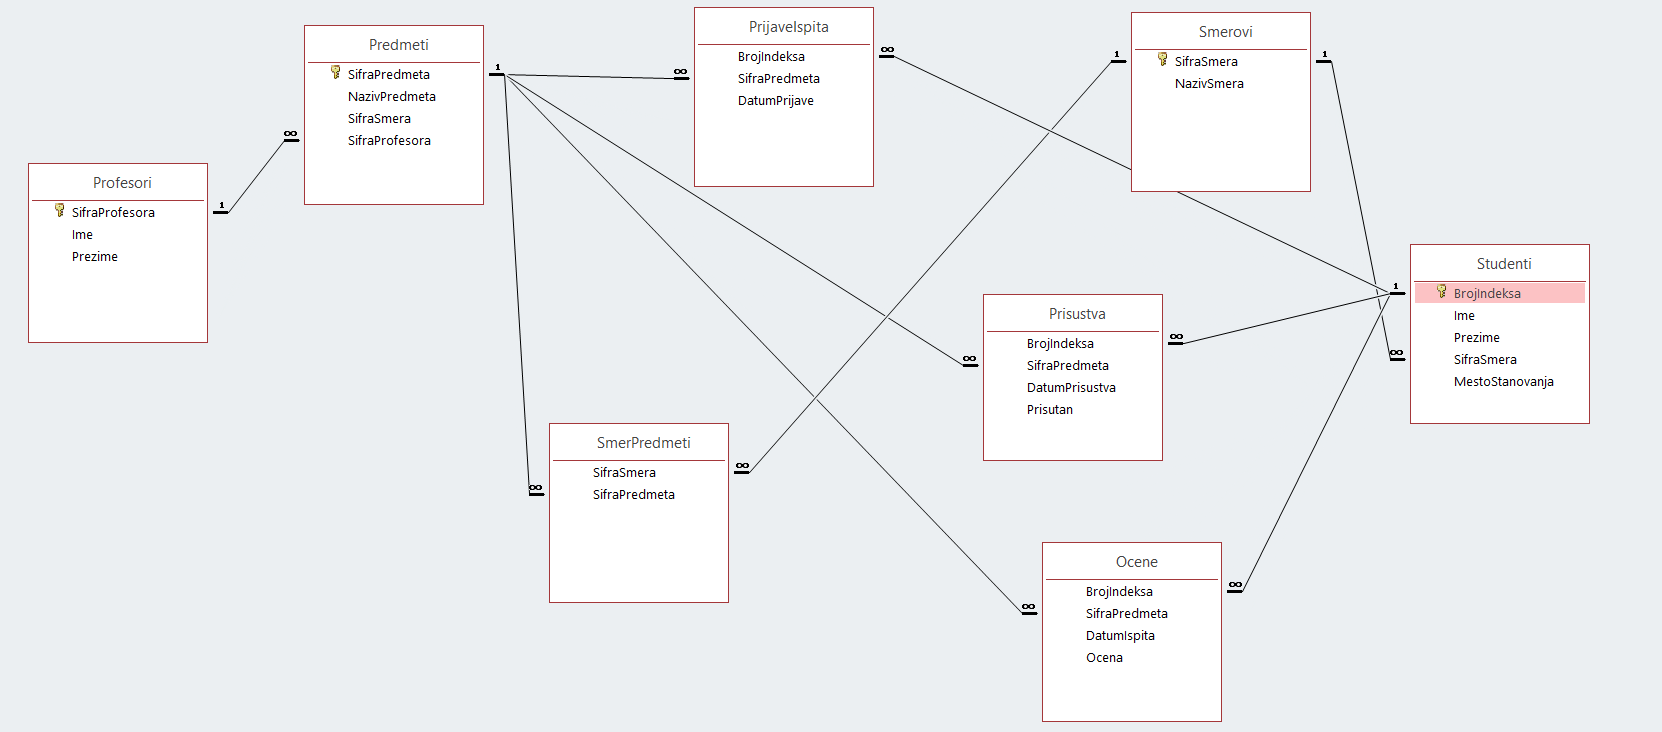 Profesori
SifraProfesora
Ime
Prezime
1
∞
Predmeti
SifraPredmeta
NazivPredmeta
SifraSmera
SifraProfesora
1
∞
PrijaveIspita
BrojIndeksa
SifraPredmeta
DatumPrijave
∞
1
Smerovi
SifraSmera
NazivSmera
1
∞
SmerPredmeti
SifraSmera
SifraPredmeta
∞
∞
Prisustva
BrojIndeksa
SifraPredmeta
DatumPrisustva
Prisutan
∞
∞
Ocene
BrojIndeksa
SifraPredmeta
DatumIspita
Ocena
∞
1
∞
Studenti
BrojIndeksa
Ime
Prezime
SifraSmera
MestoStanovanja